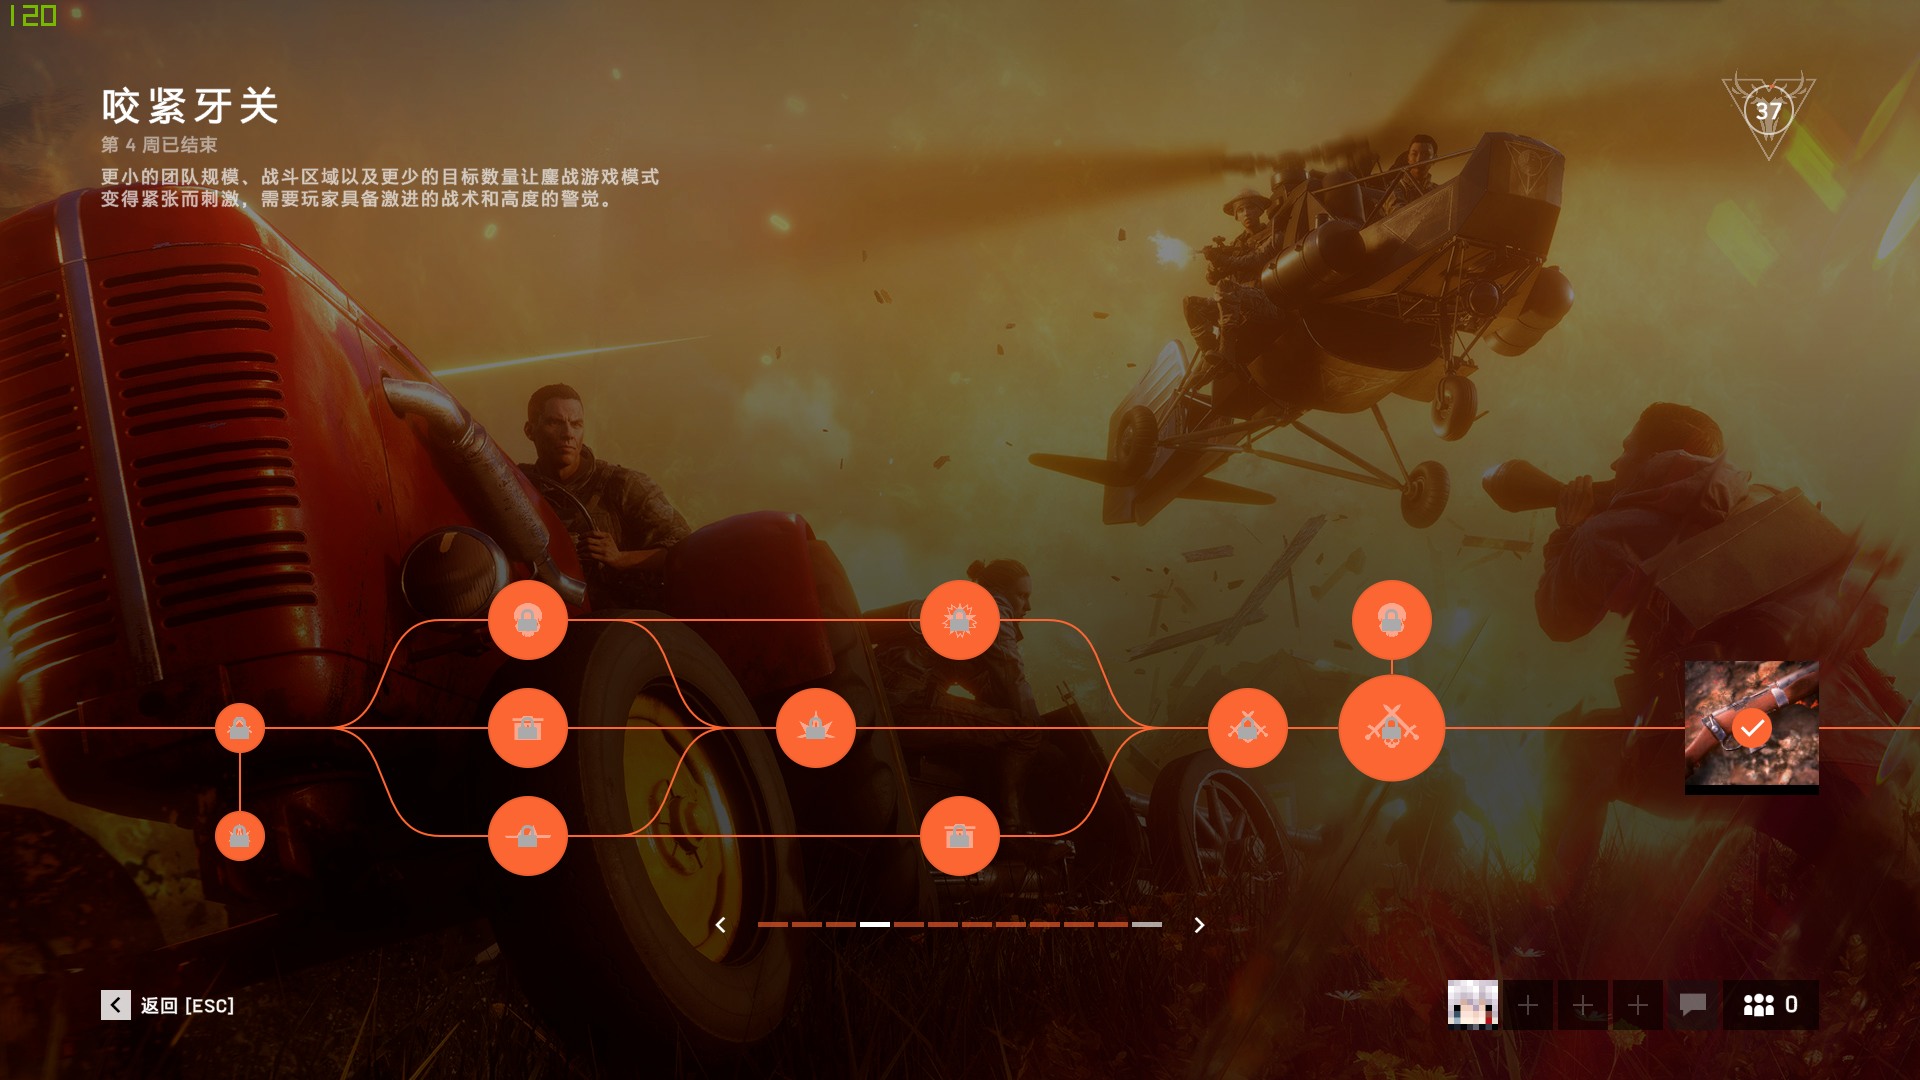 120
咬紧牙关
第 4 周已结束
37
更小的团队规模、战斗区域以及更少的目标数量让鏖战游戏模式
变得紧张而刺激，需要玩家具备激进的战术和高度的警觉。
返回 [ESC]
0